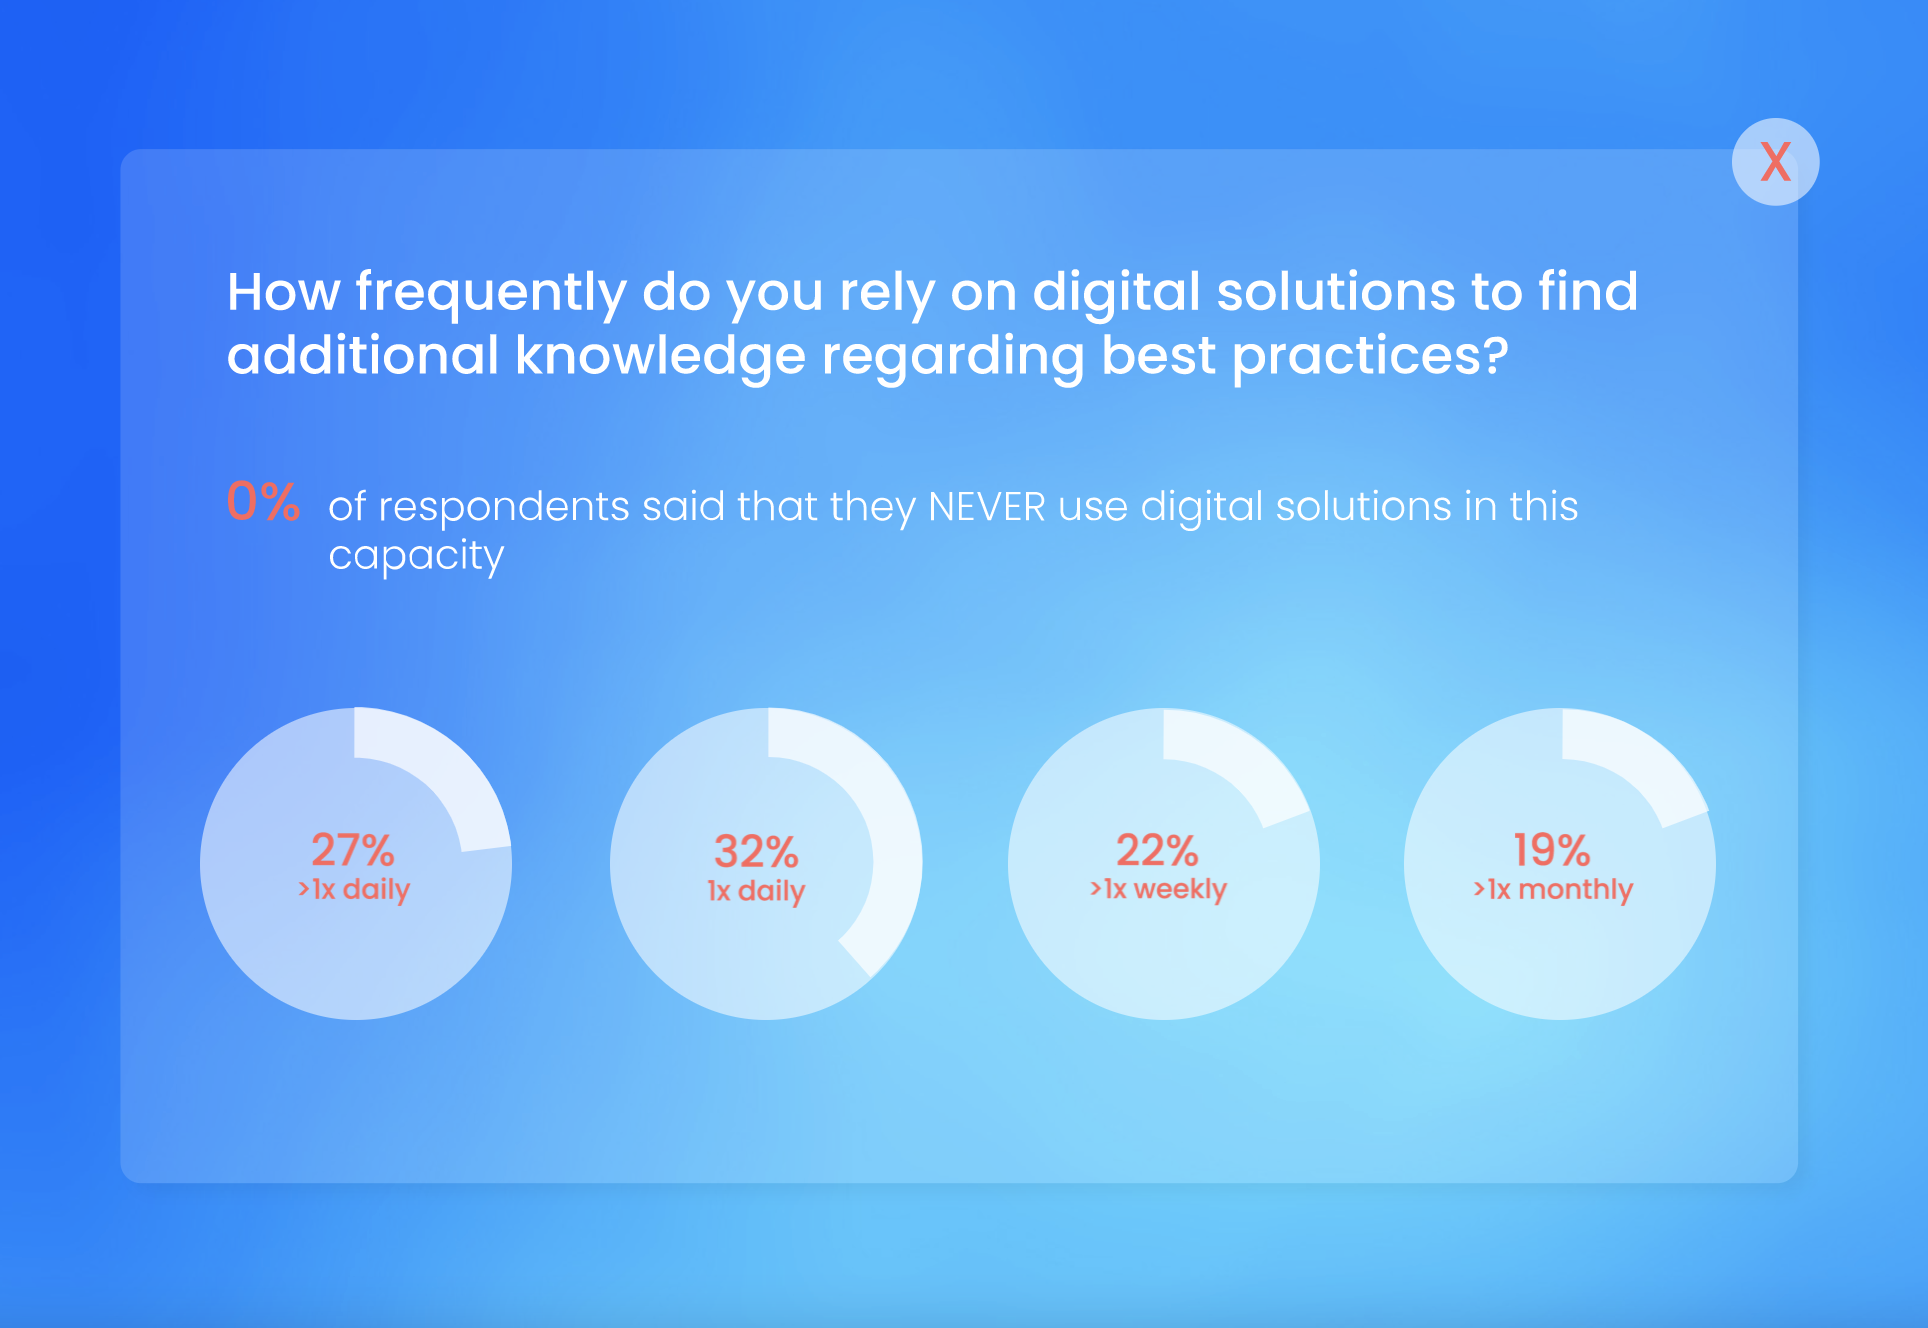 X
How frequently do you rely on digital solutions to find
additional knowledge regarding best practices?
0% of respondents said that they NEVER use digital solutions in this
capacity
27%
>1x daily
32%
1x daily
22%
>1x weekly
19%
>1x monthly